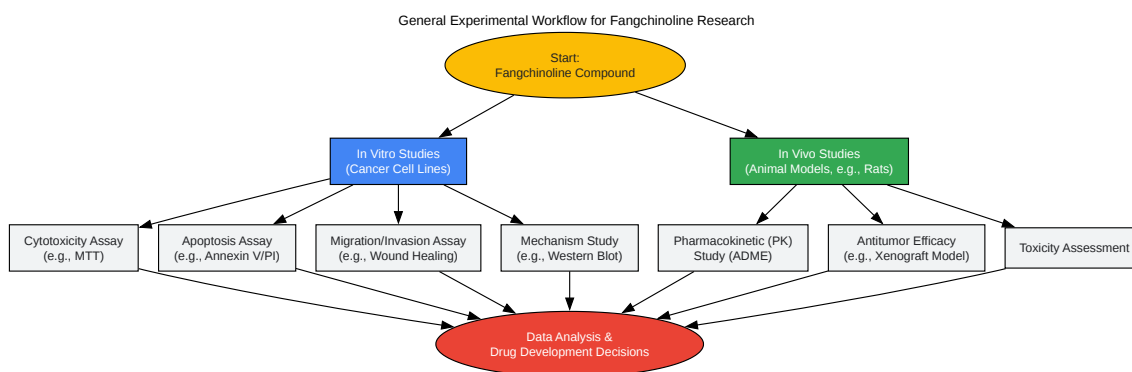 General Experimental Workflow for Fangchinoline Research
Start:
Fangchinoline Compound
In Vitro Studies
(Cancer Cell Lines)
In Vivo Studies
(Animal Models, e.g., Rats)
Cytotoxicity Assay
(e.g., MTT)
Apoptosis Assay
(e.g., Annexin V/PI)
Migration/Invasion Assay
(e.g., Wound Healing)
Mechanism Study
(e.g., Western Blot)
Pharmacokinetic (PK)
Study (ADME)
Antitumor Efficacy
(e.g., Xenograft Model)
Toxicity Assessment
Data Analysis &
Drug Development Decisions